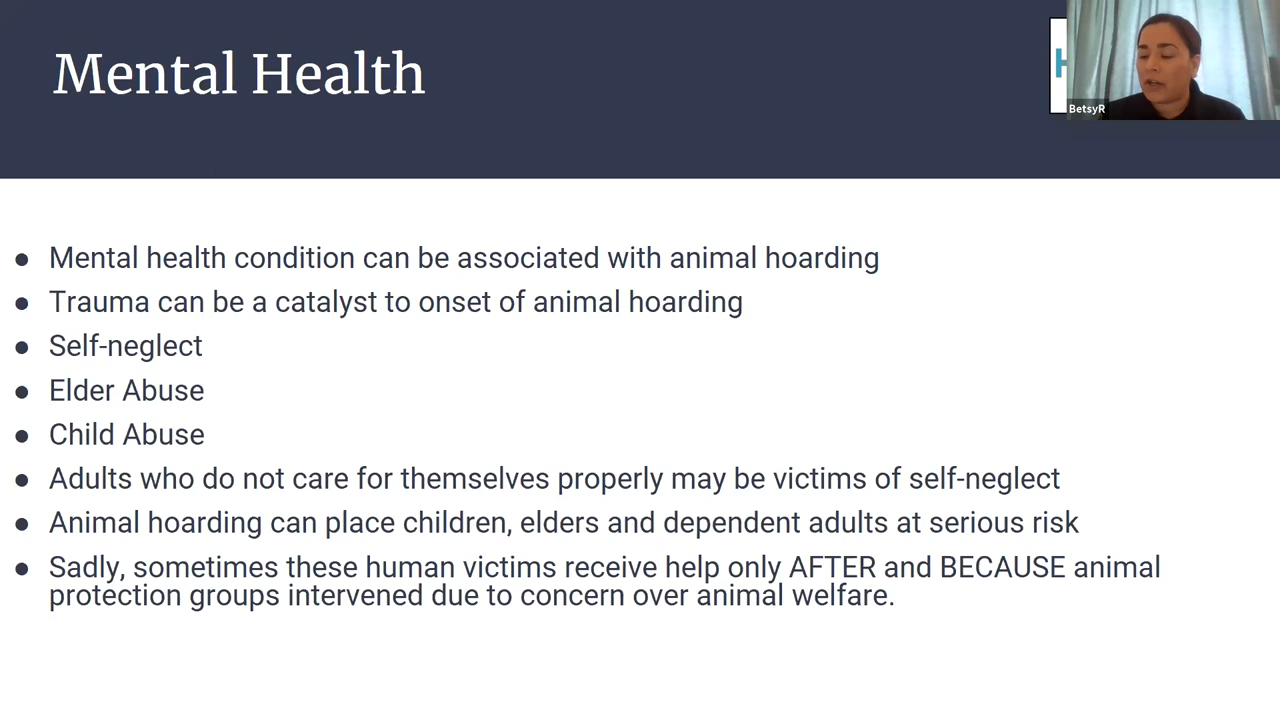 Mental Health
H
BetsyR
● Mental health condition can be associated with animal hoarding
● Trauma can be a catalyst to onset of animal hoarding
● Self-neglect
● Elder Abuse
● Child Abuse
● Adults who do not care for themselves properly may be victims of self-neglect
● Animal hoarding can place children, elders and dependent adults at serious risk
● Sadly, sometimes these human victims receive help only AFTER and BECAUSE animal
protection groups intervened due to concern over animal welfare.